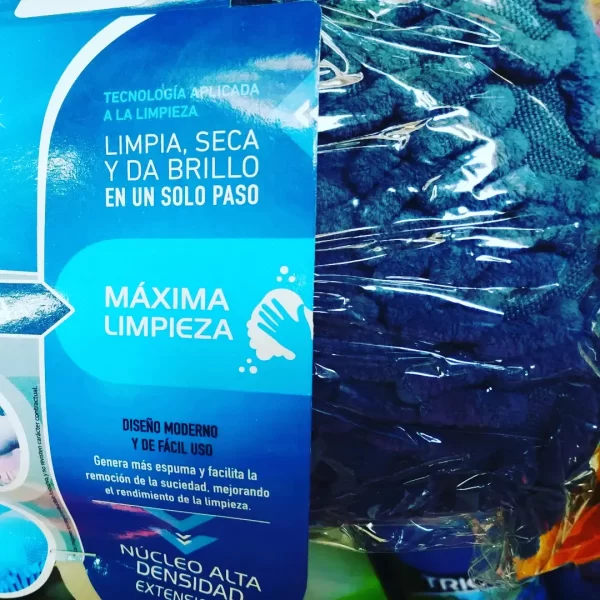 TECNOLOGÍA APLICADA
A LA LIMPIEZA
LIMPIA, SECA
Y DA BRILLO
EN UN SOLO PASO
MÁXIMA
LIMPIEZA
DISEÑO MODERNO
Y DE FÁCIL USO
Genera más espuma y facilita la
remoción de la suciedad, mejorando
el rendimiento de la limpieza.
NÚCLEO ALTA
DENSIDAD